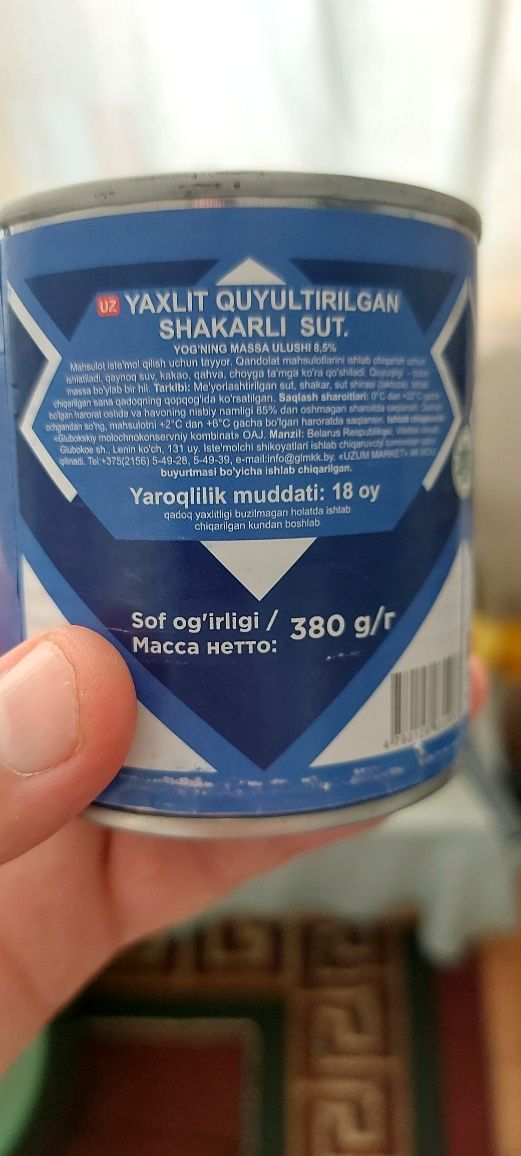 UZ YAXLIT QUYULTIRILGAN
SHAKARLI SUT.
YOG'NING MASSA ULUSHI 8,5%
Mahsulot iste'mol qilish uchun tayyor. Qandolat mahsulotlarini ishlab chiqarish uchun
ishlatiladi, qaynoq suv, kakao, qahva, choyga ta'mga ko'ra qo'shiladi. Quyuqligi -
massa bo'ylab bir hil. Tarkibi: Me'yorlashtirilgan sut, shakar, sut shirasi (laktoza). Ishlab
chiqarilgan sana qadoqning qopqog'ida ko'rsatilgan. Saqlash sharoitlari: 0°C dan
bo'lgan harorat ostida va havoning nisbiy namligi 85% dan oshmagan sharoitda saqlansin.
ochgandan so'ng, mahsulotni +2°C dan +6°C gacha bo'lgan haroratda saqlansin. Ishlab chiqaruvchi
«Glubokskiy molochnokonservniy kombinat» OAJ. Manzil: Belarus Respublikasi,
Glubokoe sh., Lenin ko'ch, 131 uy. Iste'molchi shikoyatlari ishlab chiqaruvchi tomonidan qabul
qilinadi. Tel:+375(2156) 5-49-28, 5-49-39, e-mail:info@glmkk.by. «UZUM MARKET»
buyurtmasi bo'yicha ishlab chiqarilgan.
Yaroqlilik muddati: 18 oy
qadoq yaxlitligi buzilmagan holatda ishlab
chiqarilgan kundan boshlab.
Sof og'irligi / 380 g/г
Масса нетто: